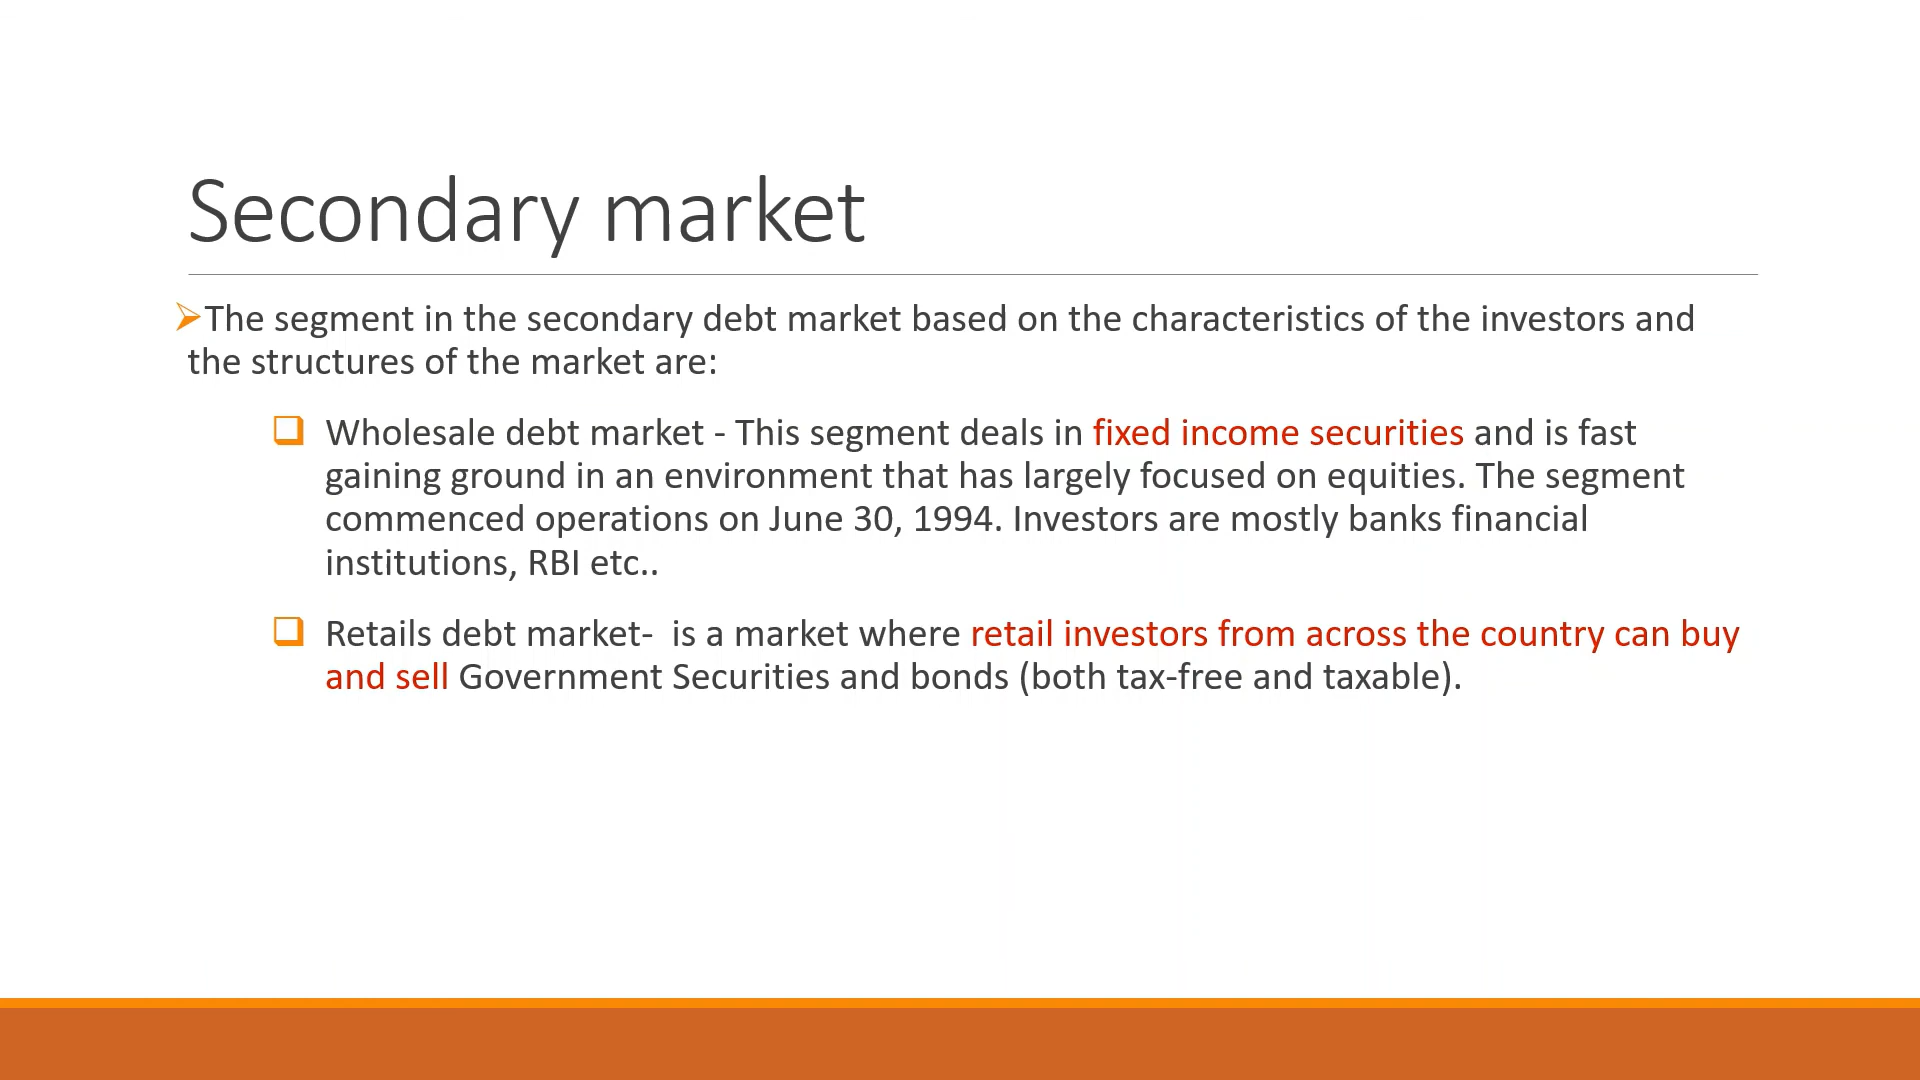 Secondary market
The segment in the secondary debt market based on the characteristics of the investors and
the structures of the market are:
Wholesale debt market - This segment deals in fixed income securities and is fast
gaining ground in an environment that has largely focused on equities. The segment
commenced operations on June 30, 1994. Investors are mostly banks financial
institutions, RBI etc..
Retails debt market-  is a market where retail investors from across the country can buy
and sell Government Securities and bonds (both tax-free and taxable).